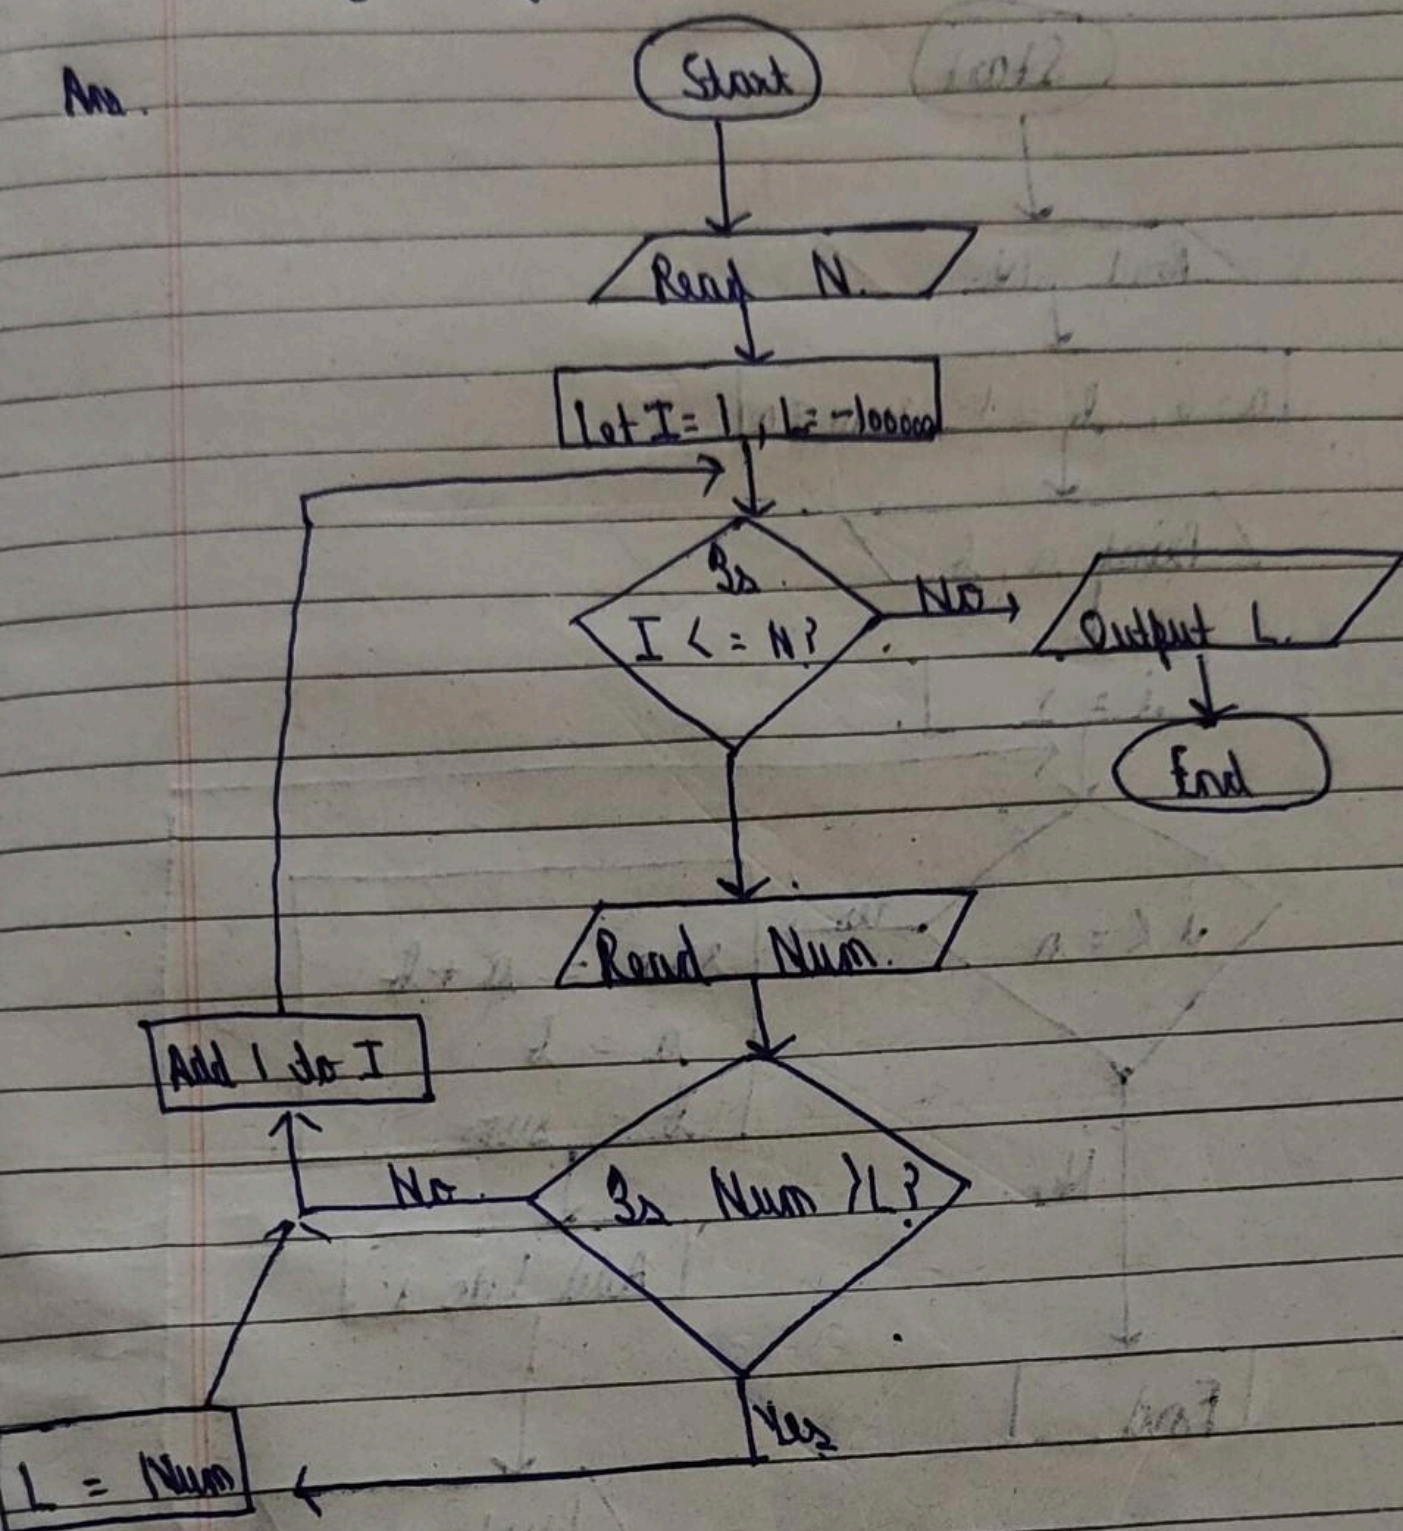 Ans.
Start
Read N.
Let I = 1, L = -100000
Is
I <= N?
No
Output L.
End
Read Num.
Add 1 to I
No
Is Num >L?
Yes
L = Num